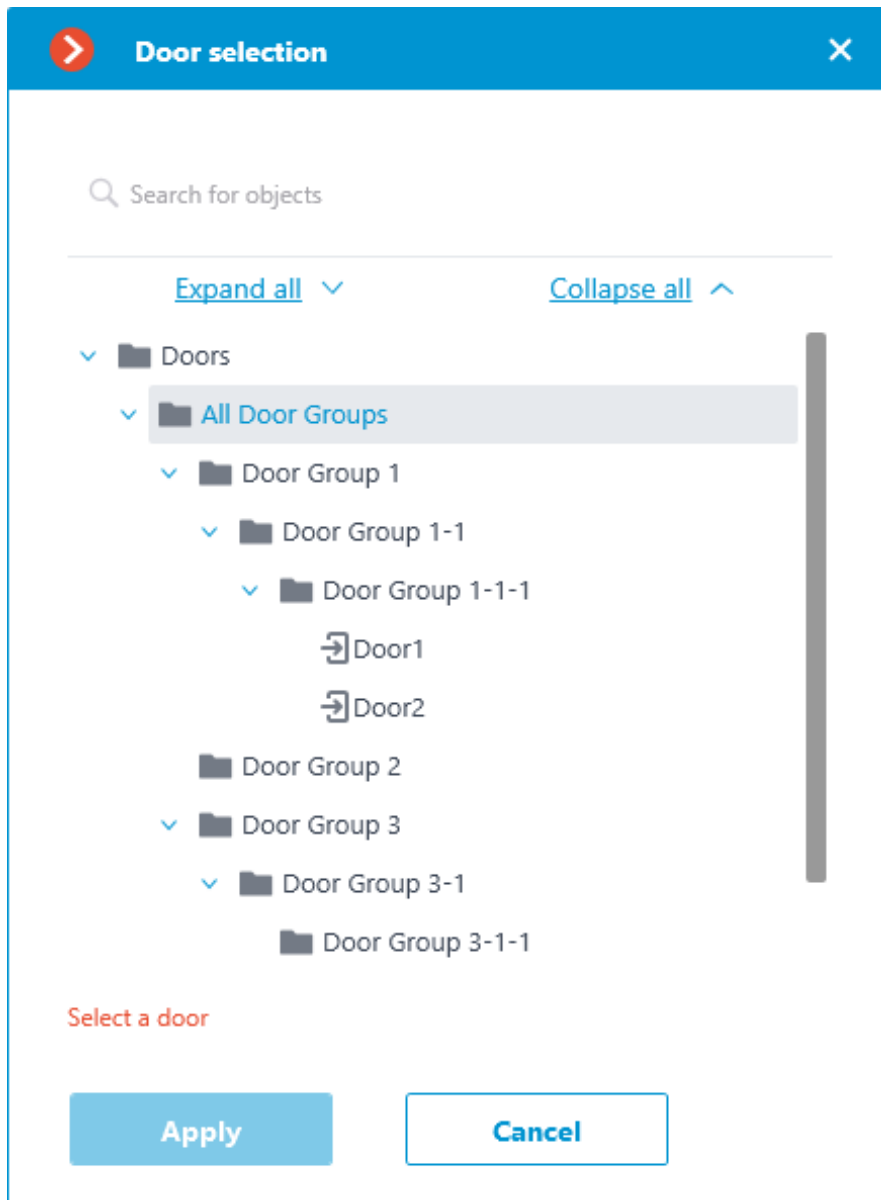 Door selection
Search for objects
Expand all Collapse all
Doors
All Door Groups
Door Group 1
Door Group 1-1
Door Group 1-1-1
Door1
Door2
Door Group 2
Door Group 3
Door Group 3-1
Door Group 3-1-1
Select a door
Apply Cancel